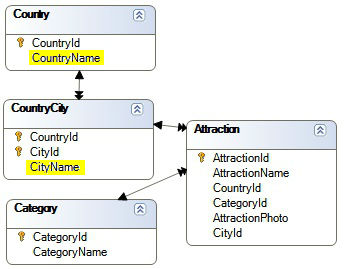 Country
CountryId
CountryName
CountryCity
CountryId
CityId
CityName
Attraction
AttractionId
AttractionName
CountryId
CategoryId
AttractionPhoto
CityId
Category
CategoryId
CategoryName